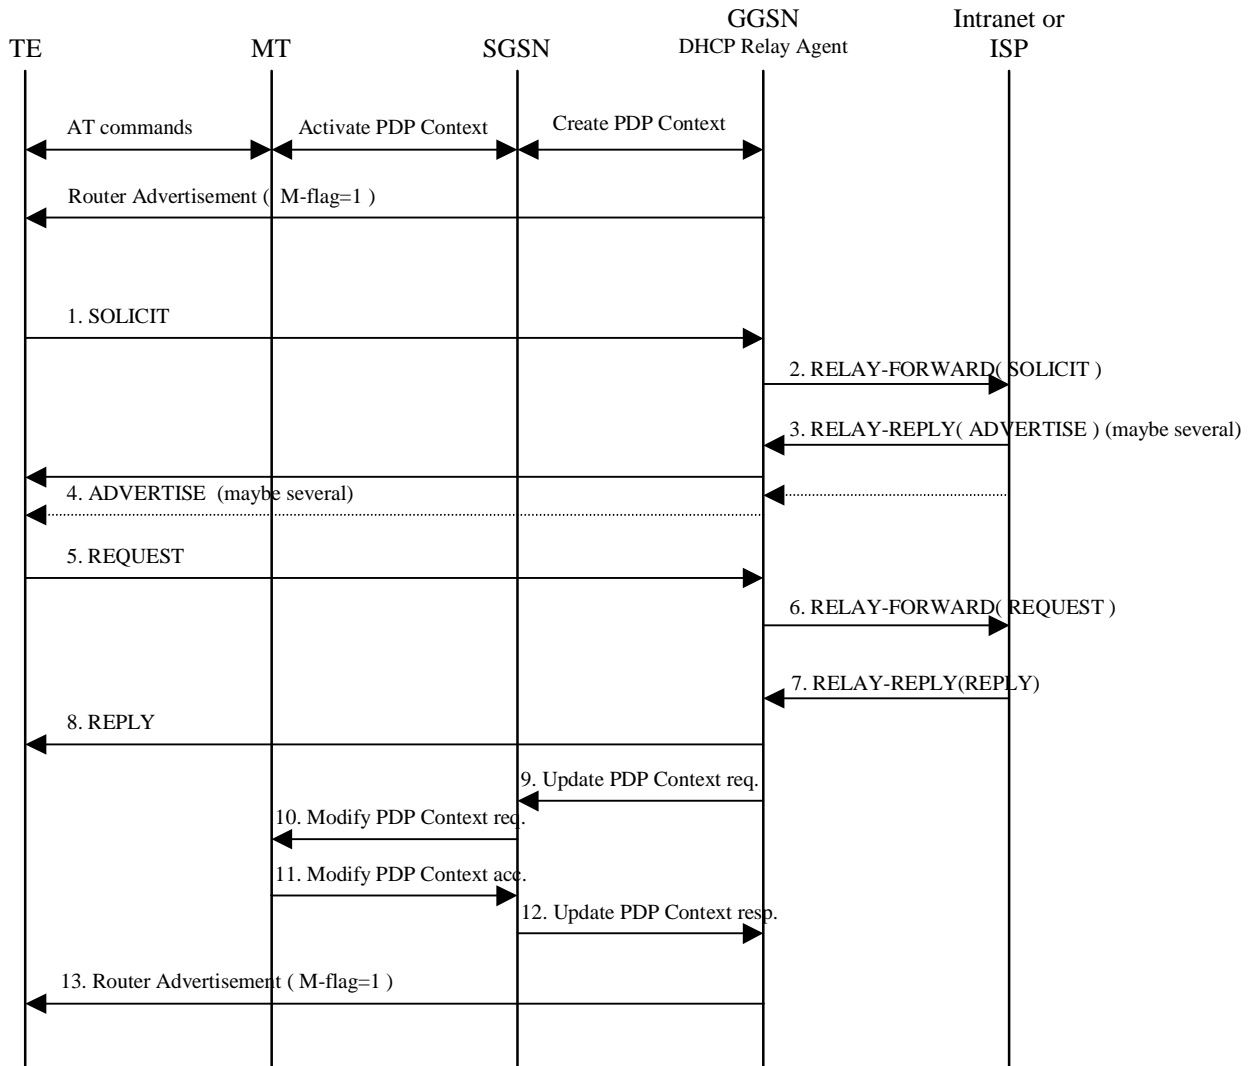 GGSN
Intranet or
TE
MT
SGSN
DHCP Relay Agent
ISP
AT commands
Activate PDP Context
Create PDP Context
Router Advertisement ( M-flag=1 )
1. SOLICIT
2. RELAY-FORWARD( SOLICIT )
3. RELAY-REPLY( ADVERTISE ) (maybe several)
4. ADVERTISE (maybe several)
5. REQUEST
6. RELAY-FORWARD( REQUEST )
7. RELAY-REPLY(REPLY)
8. REPLY
9. Update PDP Context req.
10. Modify PDP Context req.
11. Modify PDP Context acc.
12. Update PDP Context resp.
13. Router Advertisement ( M-flag=1 )